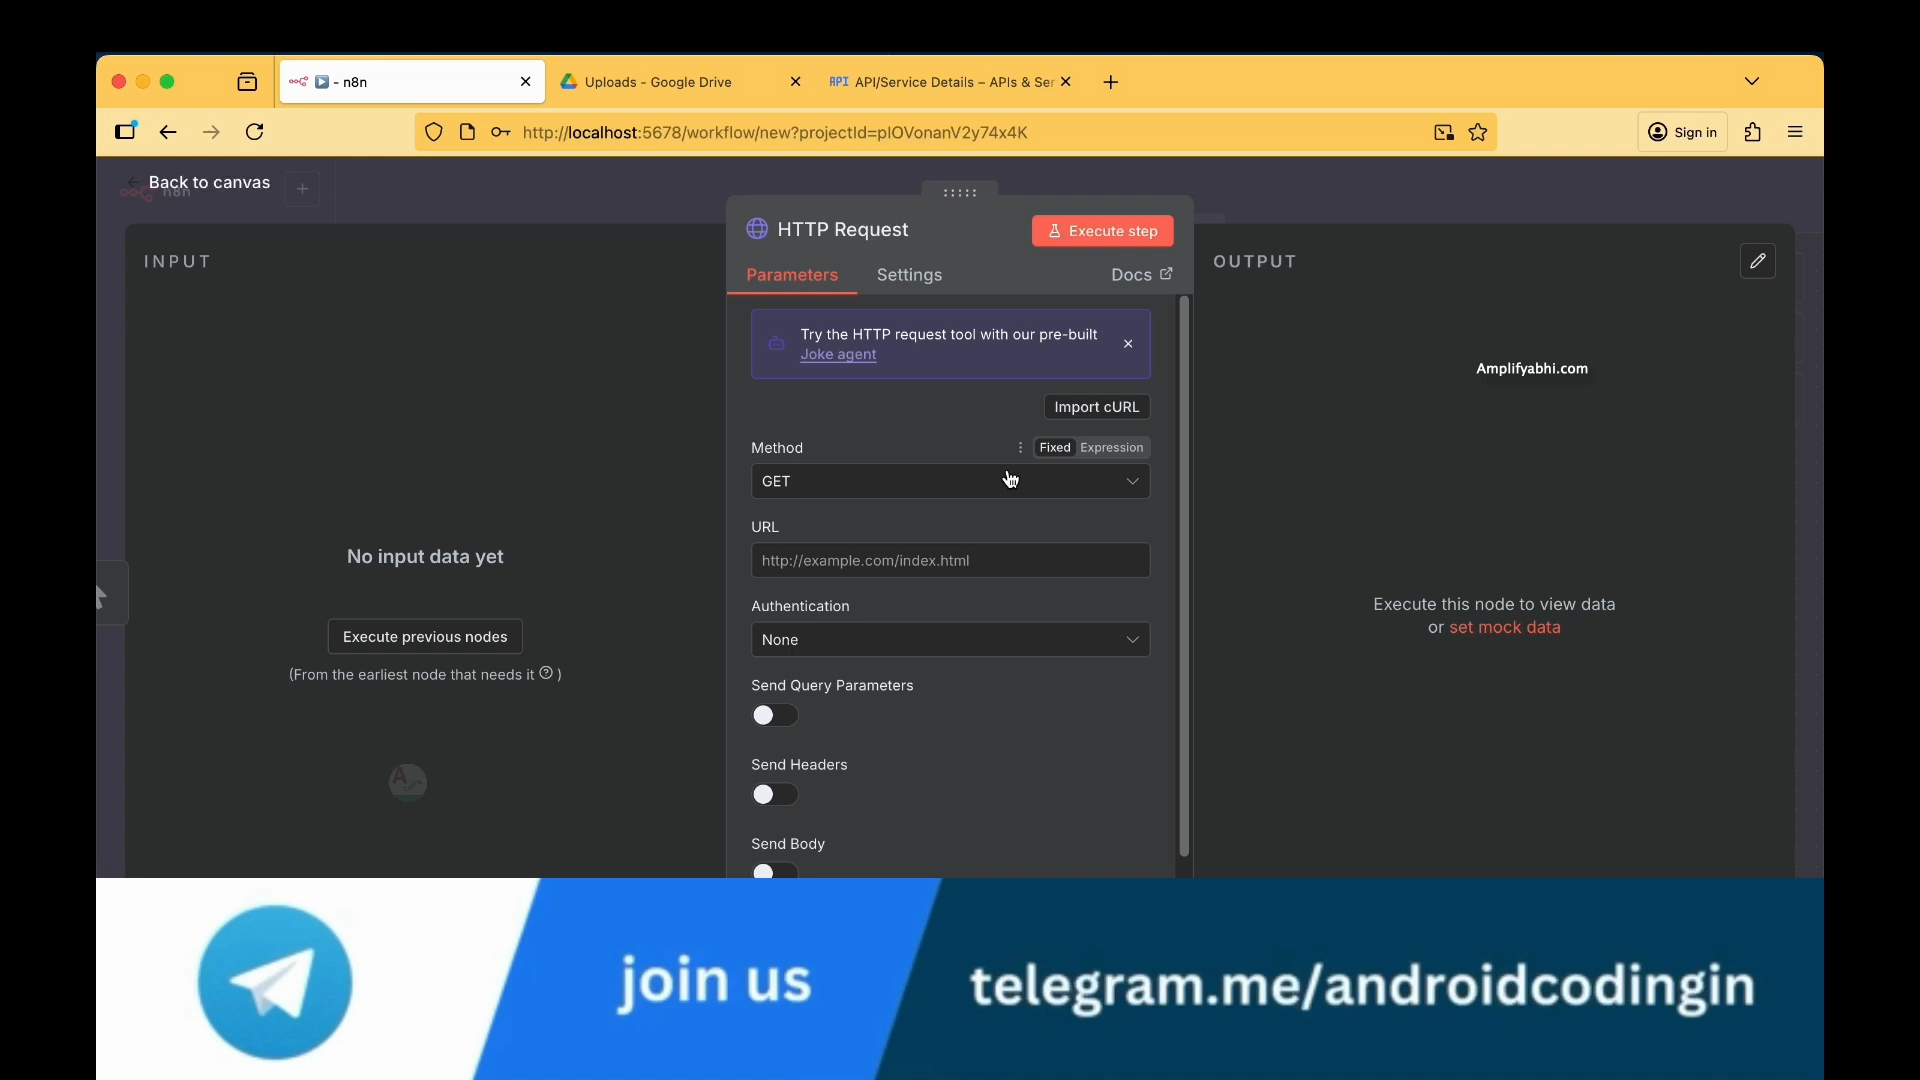 - n8n
Uploads - Google Drive
API API/Service Details – APIs & Ser
http://localhost:5678/workflow/new?projectId=plOVonanV2y74x4K
Sign in
Back to canvas
n8n
HTTP Request
Execute step
Parameters
Settings
Docs
INPUT
OUTPUT
Try the HTTP request tool with our pre-built
Joke agent
Amplifyabhi.com
Import cURL
Method
Fixed
Expression
GET
URL
http://example.com/index.html
No input data yet
Execute previous nodes
(From the earliest node that needs it ? )
Execute this node to view data
or set mock data
Authentication
None
Send Query Parameters
Send Headers
Send Body
join us
telegram.me/androidcodingin